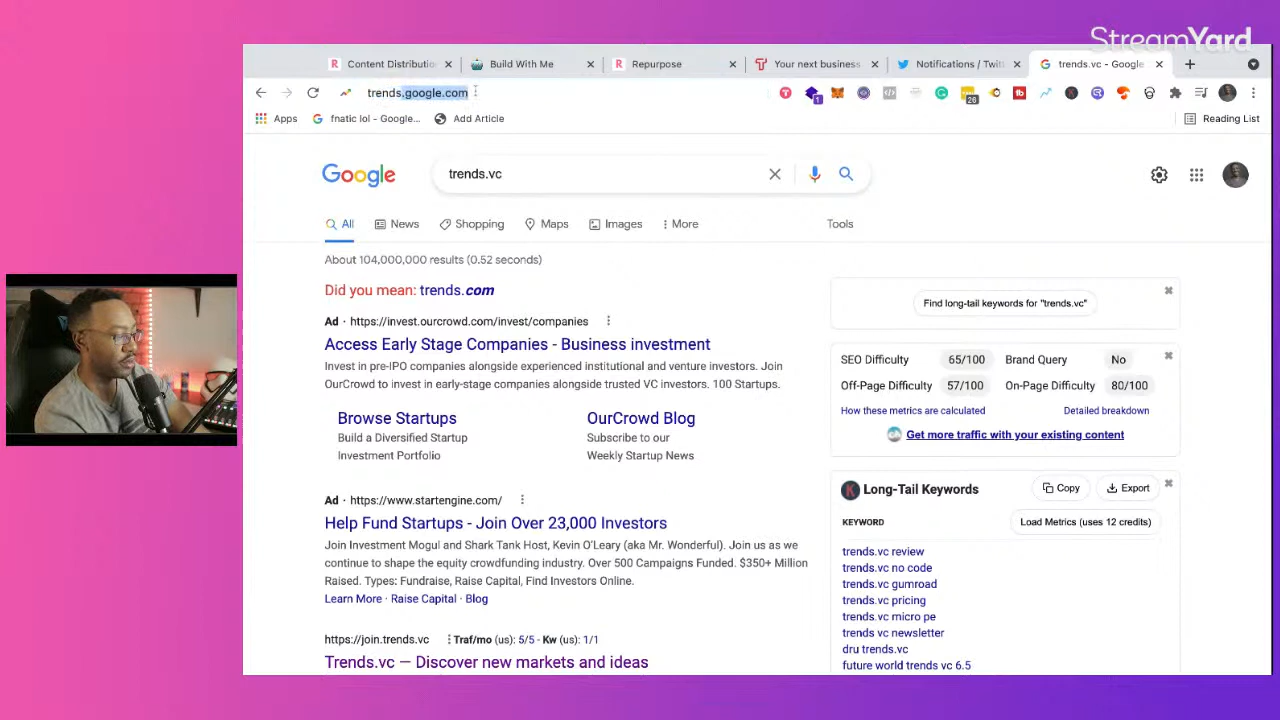 StreamYard
Content Distributio
Build With Me
Repurpose
Your next business
Notifications / Twit
trends.vc - Google
trends.google.com
1
26
Apps
fnatic lol - Google...
Add Article
Reading List
Google
trends.vc
All
News
Shopping
Maps
Images
More
Tools
About 104,000,000 results (0.52 seconds)
Did you mean: trends.com
Ad · https://invest.ourcrowd.com/invest/companies
Access Early Stage Companies - Business investment
Invest in pre-IPO companies alongside experienced institutional and venture investors. Join
OurCrowd to invest in early-stage companies alongside trusted VC investors. 100 Startups.
Browse Startups
Build a Diversified Startup
Investment Portfolio
OurCrowd Blog
Subscribe to our
Weekly Startup News
Ad · https://www.startengine.com/
Help Fund Startups - Join Over 23,000 Investors
Join Investment Mogul and Shark Tank Host, Kevin O'Leary (aka Mr. Wonderful). Join us as we
continue to shape the equity crowdfunding industry. Over 500 Campaigns Funded. $350+ Million
Raised. Types: Fundraise, Raise Capital, Find Investors Online.
Learn More · Raise Capital · Blog
https://join.trends.vc
Traf/mo (us): 5/5 - Kw (us): 1/1
Trends.vc — Discover new markets and ideas
Find long-tail keywords for "trends.vc"
SEO Difficulty 65/100 Brand Query No
Off-Page Difficulty 57/100 On-Page Difficulty 80/100
How these metrics are calculated
Detailed breakdown
Get more traffic with your existing content
K Long-Tail Keywords
Copy
Export
KEYWORD
Load Metrics (uses 12 credits)
trends.vc review
trends.vc no code
trends.vc gumroad
trends.vc pricing
trends.vc micro pe
trends vc newsletter
dru trends.vc
future world trends vc 6.5